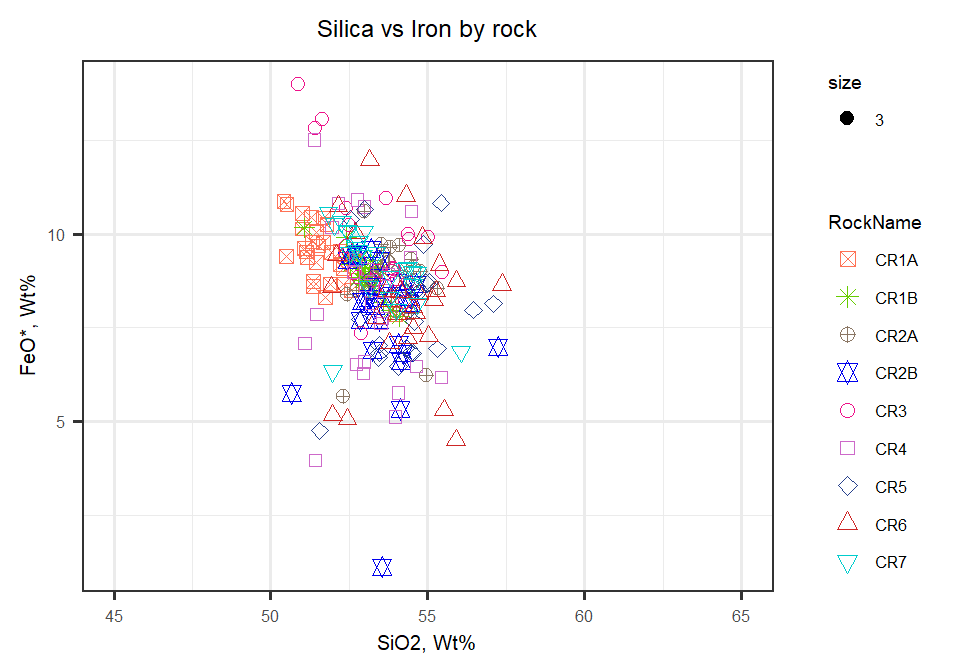 Silica vs Iron by rock
FeO*, Wt%
10
5
45
50
55
60
65
SiO2, Wt%
size
3
RockName
CR1A
CR1B
CR2A
CR2B
CR3
CR4
CR5
CR6
CR7